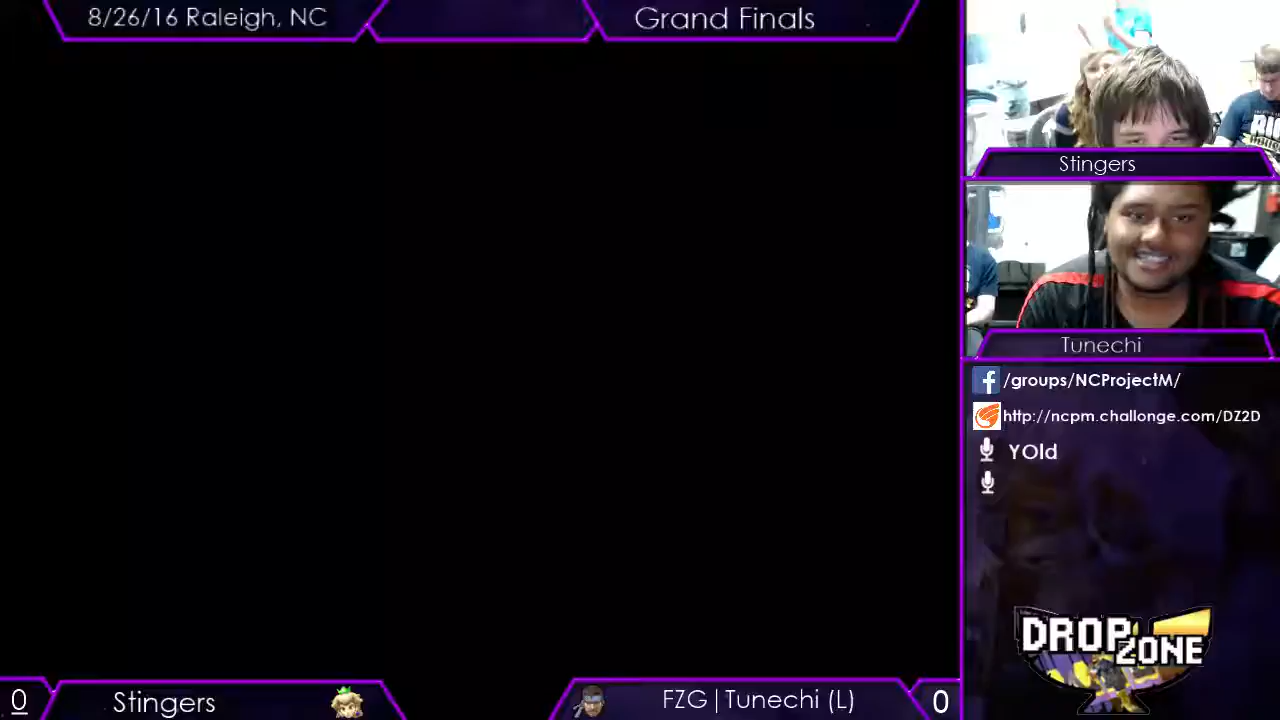 8/26/16 Raleigh, NC
Grand Finals
Stingers
Tunechi
/groups/NCProjectM/
http://ncpm.challonge.com/DZ2D
YOld
DROP
ZONE
0
Stingers
FZG|Tunechi (L)
0